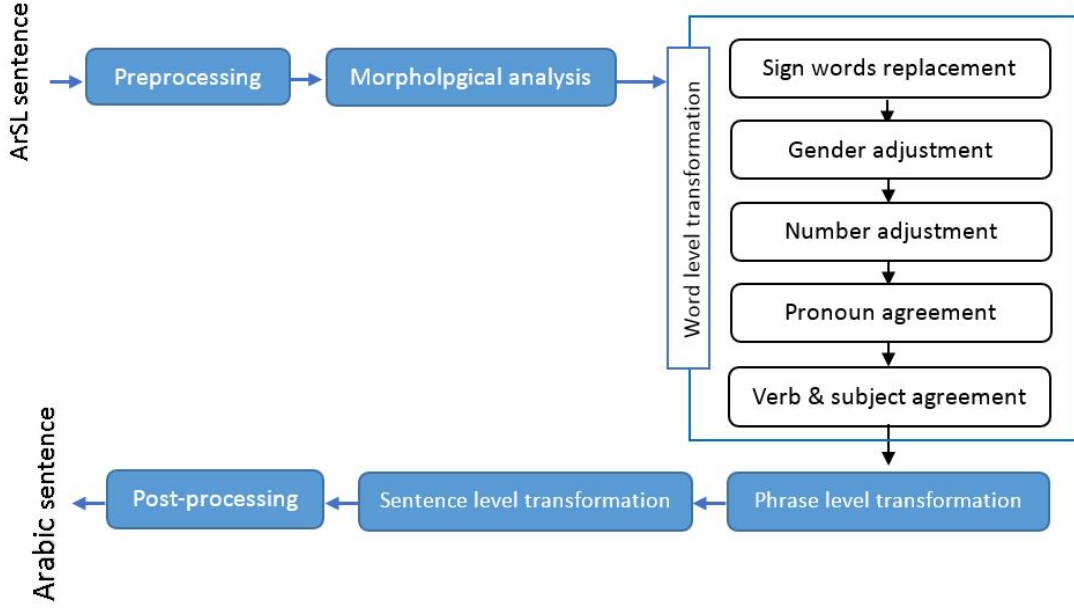 ArSL sentence
Preprocessing
Morpholpgical analysis
Word level transformation
Sign words replacement
Gender adjustment
Number adjustment
Pronoun agreement
Verb & subject agreement
Phrase level transformation
Sentence level transformation
Post-processing
Arabic sentence